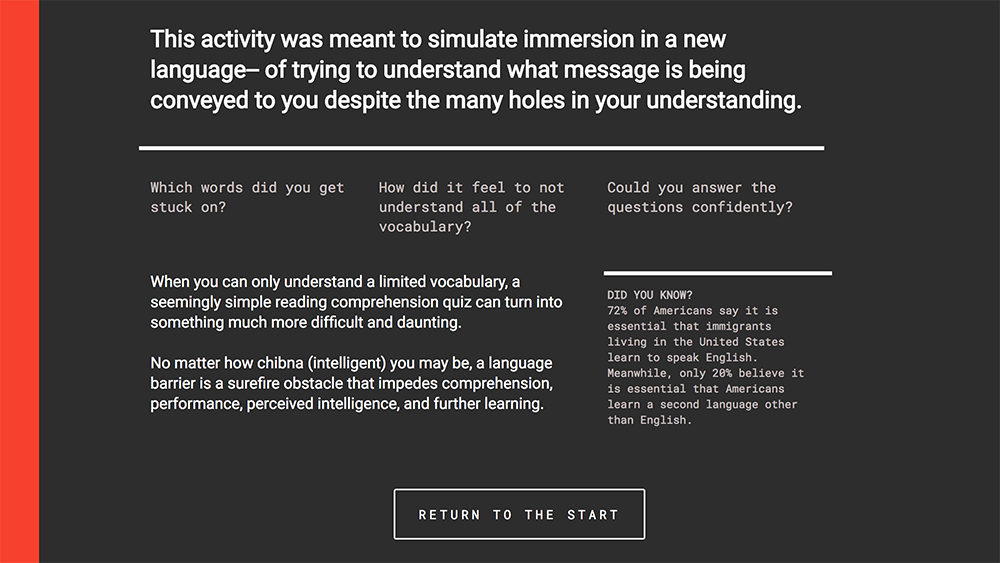 This activity was meant to simulate immersion in a new
language– of trying to understand what message is being
conveyed to you despite the many holes in your understanding.
Which words did you get
stuck on?
How did it feel to not
understand all of the
vocabulary?
Could you answer the
questions confidently?
When you can only understand a limited vocabulary, a
seemingly simple reading comprehension quiz can turn into
something much more difficult and daunting.
No matter how chibna (intelligent) you may be, a language
barrier is a surefire obstacle that impedes comprehension,
performance, perceived intelligence, and further learning.
DID YOU KNOW?
72% of Americans say it is
essential that immigrants
living in the United States
learn to speak English.
Meanwhile, only 20% believe it
is essential that Americans
learn a second language other
than English.
RETURN TO THE START